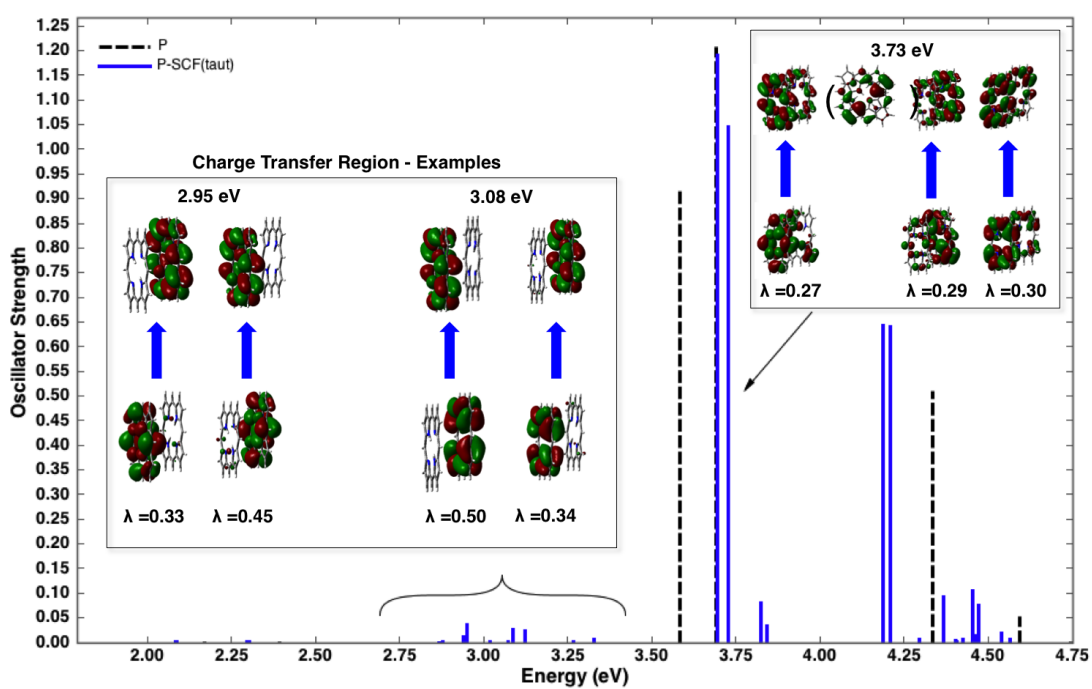 1.25
1.20
1.15
1.10
1.05
1.00
0.95
0.90
0.85
0.80
0.75
0.70
0.65
0.60
0.55
0.50
0.45
0.40
0.35
0.30
0.25
0.20
0.15
0.10
0.05
0.00
Oscillator Strength
P
P-SCF(taut)
Charge Transfer Region - Examples
2.95 eV 3.08 eV
λ =0.33 λ =0.45 λ =0.50 λ =0.34
3.73 eV
( )
λ =0.27 λ =0.29 λ =0.30
2.00 2.25 2.50 2.75 3.00 3.25 3.50 3.75 4.00 4.25 4.50 4.75
Energy (eV)